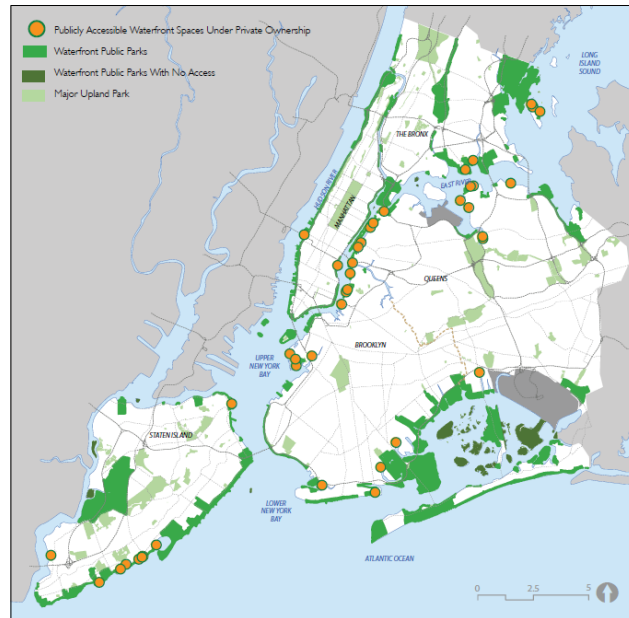 Publicly Accessible Waterfront Spaces Under Private Ownership
Waterfront Public Parks
Waterfront Public Parks With No Access
Major Upland Park
LONG
ISLAND
SOUND
THE BRONX
HUDSON RIVER
EAST RIVER
MANHATTAN
QUEENS
BROOKLYN
UPPER
NEW YORK
BAY
STATEN ISLAND
LOWER
NEW YORK
BAY
ATLANTIC OCEAN
0 2.5 5